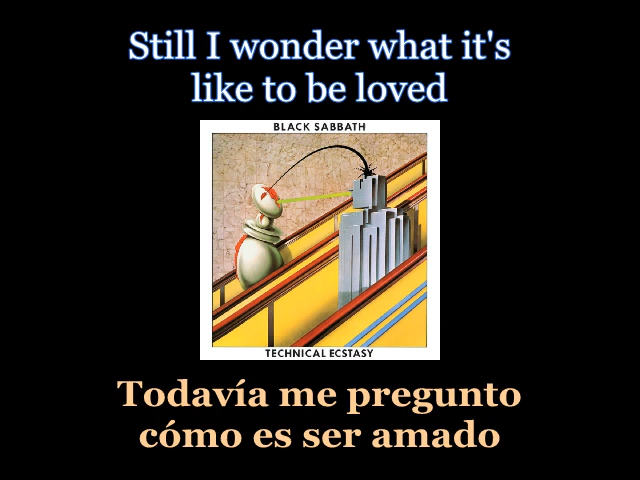 Still I wonder what it's
like to be loved
BLACK SABBATH
TECHNICAL ECSTASY
Todavía me pregunto
cómo es ser amado